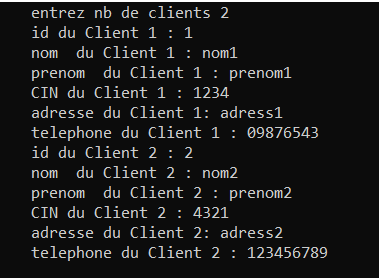 entrez nb de clients 2
id du Client 1 : 1
nom  du Client 1 : nom1
prenom  du Client 1 : prenom1
CIN du Client 1 : 1234
adresse du Client 1: adress1
telephone du Client 1 : 09876543
id du Client 2 : 2
nom  du Client 2 : nom2
prenom  du Client 2 : prenom2
CIN du Client 2 : 4321
adresse du Client 2: adress2
telephone du Client 2 : 123456789